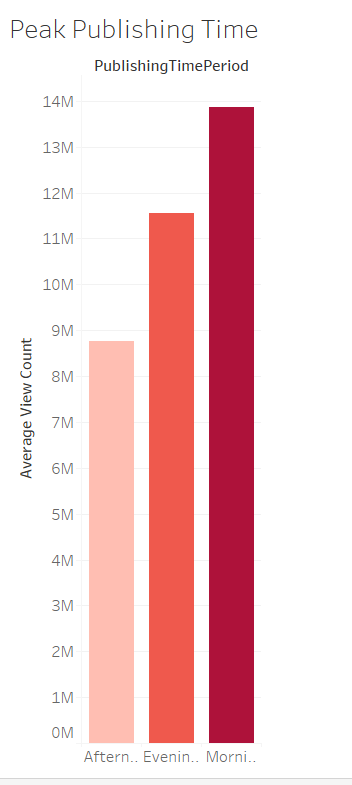 Peak Publishing Time
PublishingTimePeriod
14M
13M
12M
11M
10M
9M
8M
7M
6M
5M
4M
3M
2M
1M
0M
Average View Count
Aftern.. Evenin.. Morni..